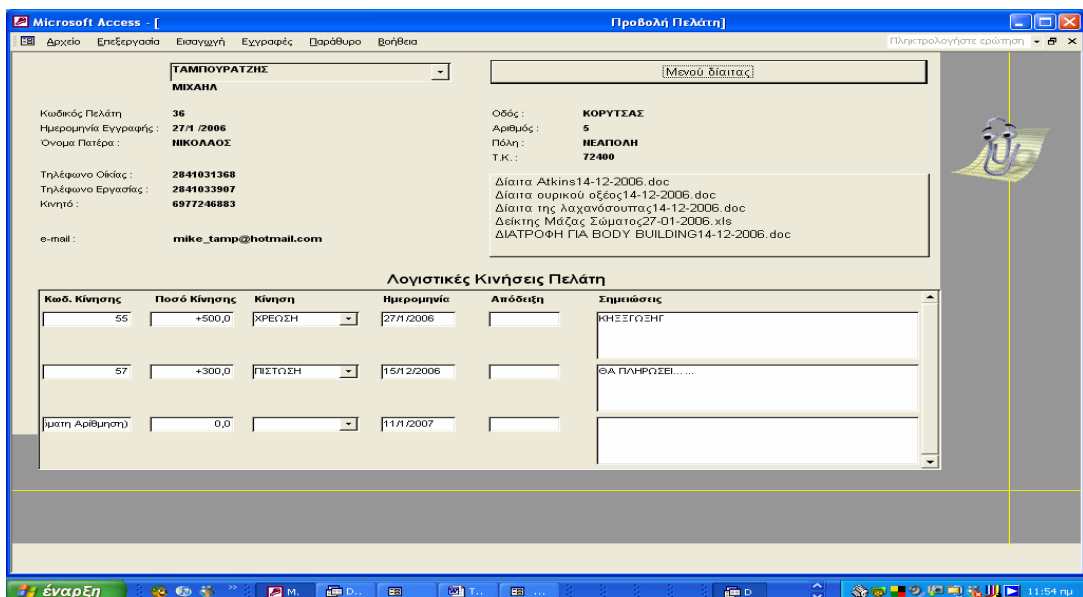 Microsoft Access - [ Προβολή Πελάτη]
Αρχείο Επεξεργασία Εισαγωγή Εγγραφές Παράθυρο Βοήθεια Πληκτρολογήστε ερώτηση
ΤΑΜΠΟΥΡΑΤΖΗΣ
ΜΙΧΑΗΛ
Μενού δίαιτας
Κωδικός Πελάτη 36
Ημερομηνία Εγγραφής : 27/1 /2006
Όνομα Πατέρα : ΝΙΚΟΛΑΟΣ
Οδός : ΚΟΡΥΤΣΑΣ
Αριθμός : 5
Πόλη : ΝΕΑΠΟΛΗ
Τ.Κ. : 72400
Τηλέφωνο Οικίας : 2841031368
Τηλέφωνο Εργασίας : 2841033907
Κινητό : 6977246883
e-mail : mike_tamp@hotmail.com
Δίαιτα Atkins14-12-2006.doc
Δίαιτα ουρικού οξέος14-12-2006.doc
Δίαιτα της λαχανόσουπας14-12-2006.doc
Δείκτης Μάζας Σώματος27-01-2006.xls
ΔΙΑΤΡΟΦΗ ΓΙΑ BODY BUILDING14-12-2006.doc
Λογιστικές Κινήσεις Πελάτη
Κωδ. Κίνησης Ποσό Κίνησης Κίνηση Ημερομηνία Απόδειξη Σημειώσεις
55 +500,0 ΧΡΕΩΣΗ 27/1/2006 ΚΗΞΞΓΩΞΗΓ
57 +300,0 ΠΙΣΤΩΣΗ 15/12/2006 ΘΑ ΠΛΗΡΩΣΕΙ......
όματη Αρίθμηση) 0,0 11/1/2007
έναρξη M. D.. T.. ... D 11:54 πμ